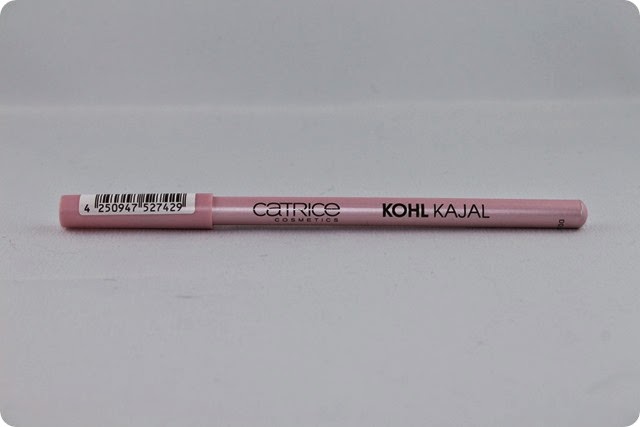 4 250947 527429
CATRICE
COSMETICS
KOHL KAJAL